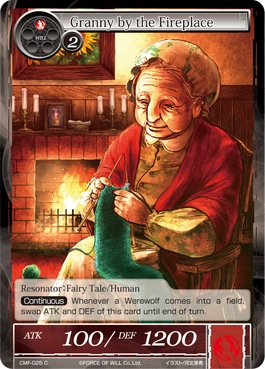 Granny by the Fireplace
WILL
2
Resonator:Fairy Tale/Human
Continuous Whenever a Werewolf comes into a field,
swap ATK and DEF of this card until end of turn.
ATK 100/DEF 1200
CMF-025 C ©FORCE OF WILL Co.,Ltd.